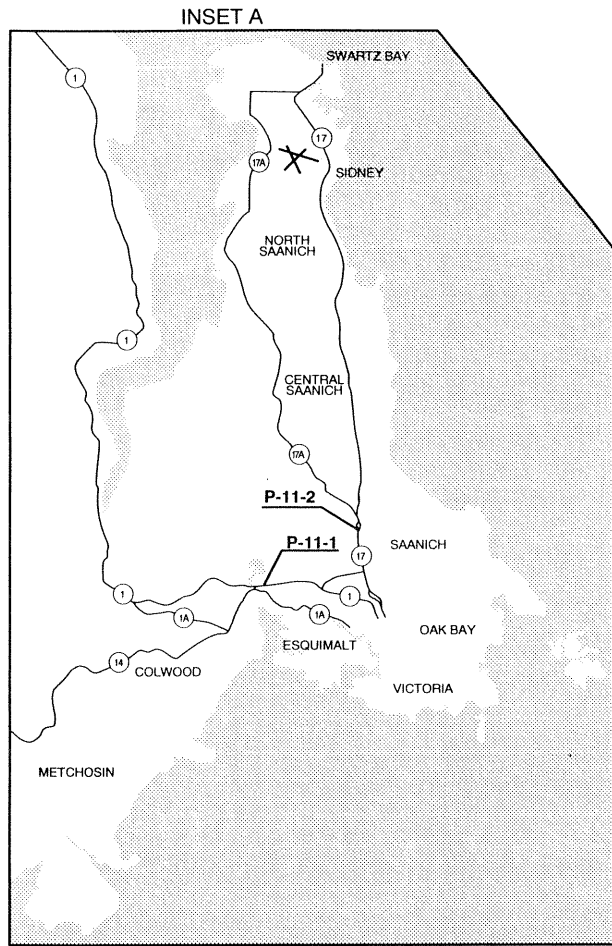 INSET A
SWARTZ BAY
1
17
17A
SIDNEY
NORTH
SAANICH
1
CENTRAL
SAANICH
17A
P-11-2
SAANICH
P-11-1
17
1
1
1A
1A
OAK BAY
ESQUIMALT
14
COLWOOD
VICTORIA
METCHOSIN